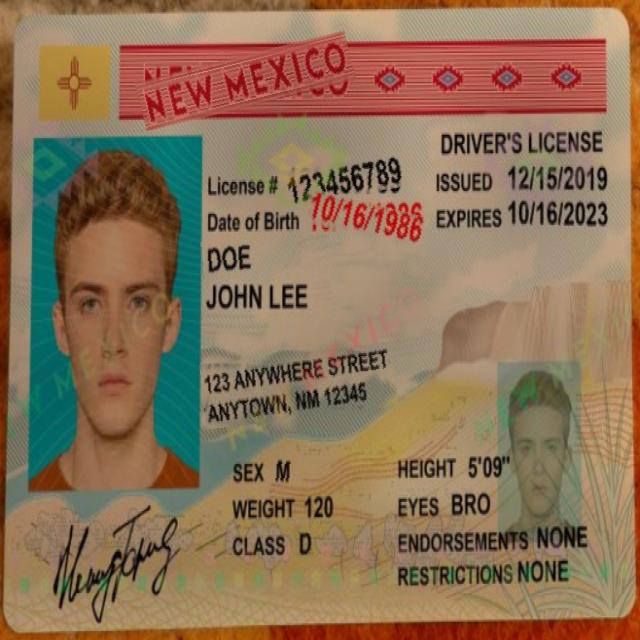 NEW MEXICO
DRIVER'S LICENSE
License # 123456789
ISSUED 12/15/2019
Date of Birth 10/16/1986
EXPIRES 10/16/2023
DOE
JOHN LEE
123 ANYWHERE STREET
ANYTOWN, NM 12345
SEX M
HEIGHT 5'09"
WEIGHT 120
EYES BRO
CLASS D
ENDORSEMENTS NONE
RESTRICTIONS NONE
NEW MEXICO